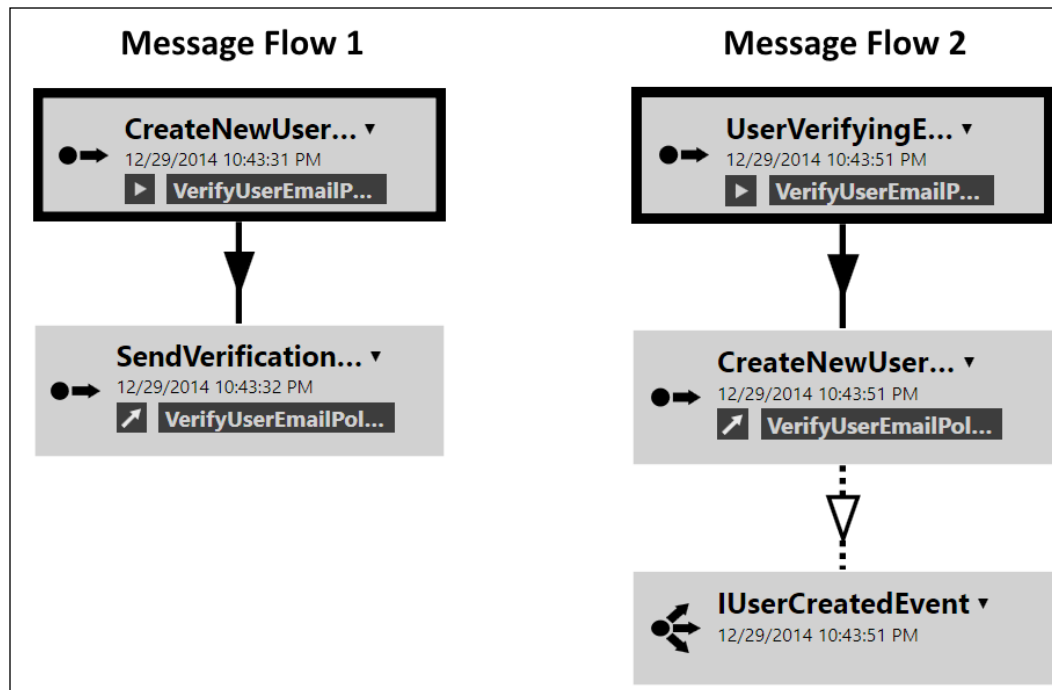 Message Flow 1
CreateNewUser...
12/29/2014 10:43:31 PM
VerifyUserEmailP...
SendVerification...
12/29/2014 10:43:32 PM
VerifyUserEmailPol...
Message Flow 2
UserVerifyingE...
12/29/2014 10:43:51 PM
VerifyUserEmailP...
CreateNewUser...
12/29/2014 10:43:51 PM
VerifyUserEmailPol...
IUserCreatedEvent
12/29/2014 10:43:51 PM